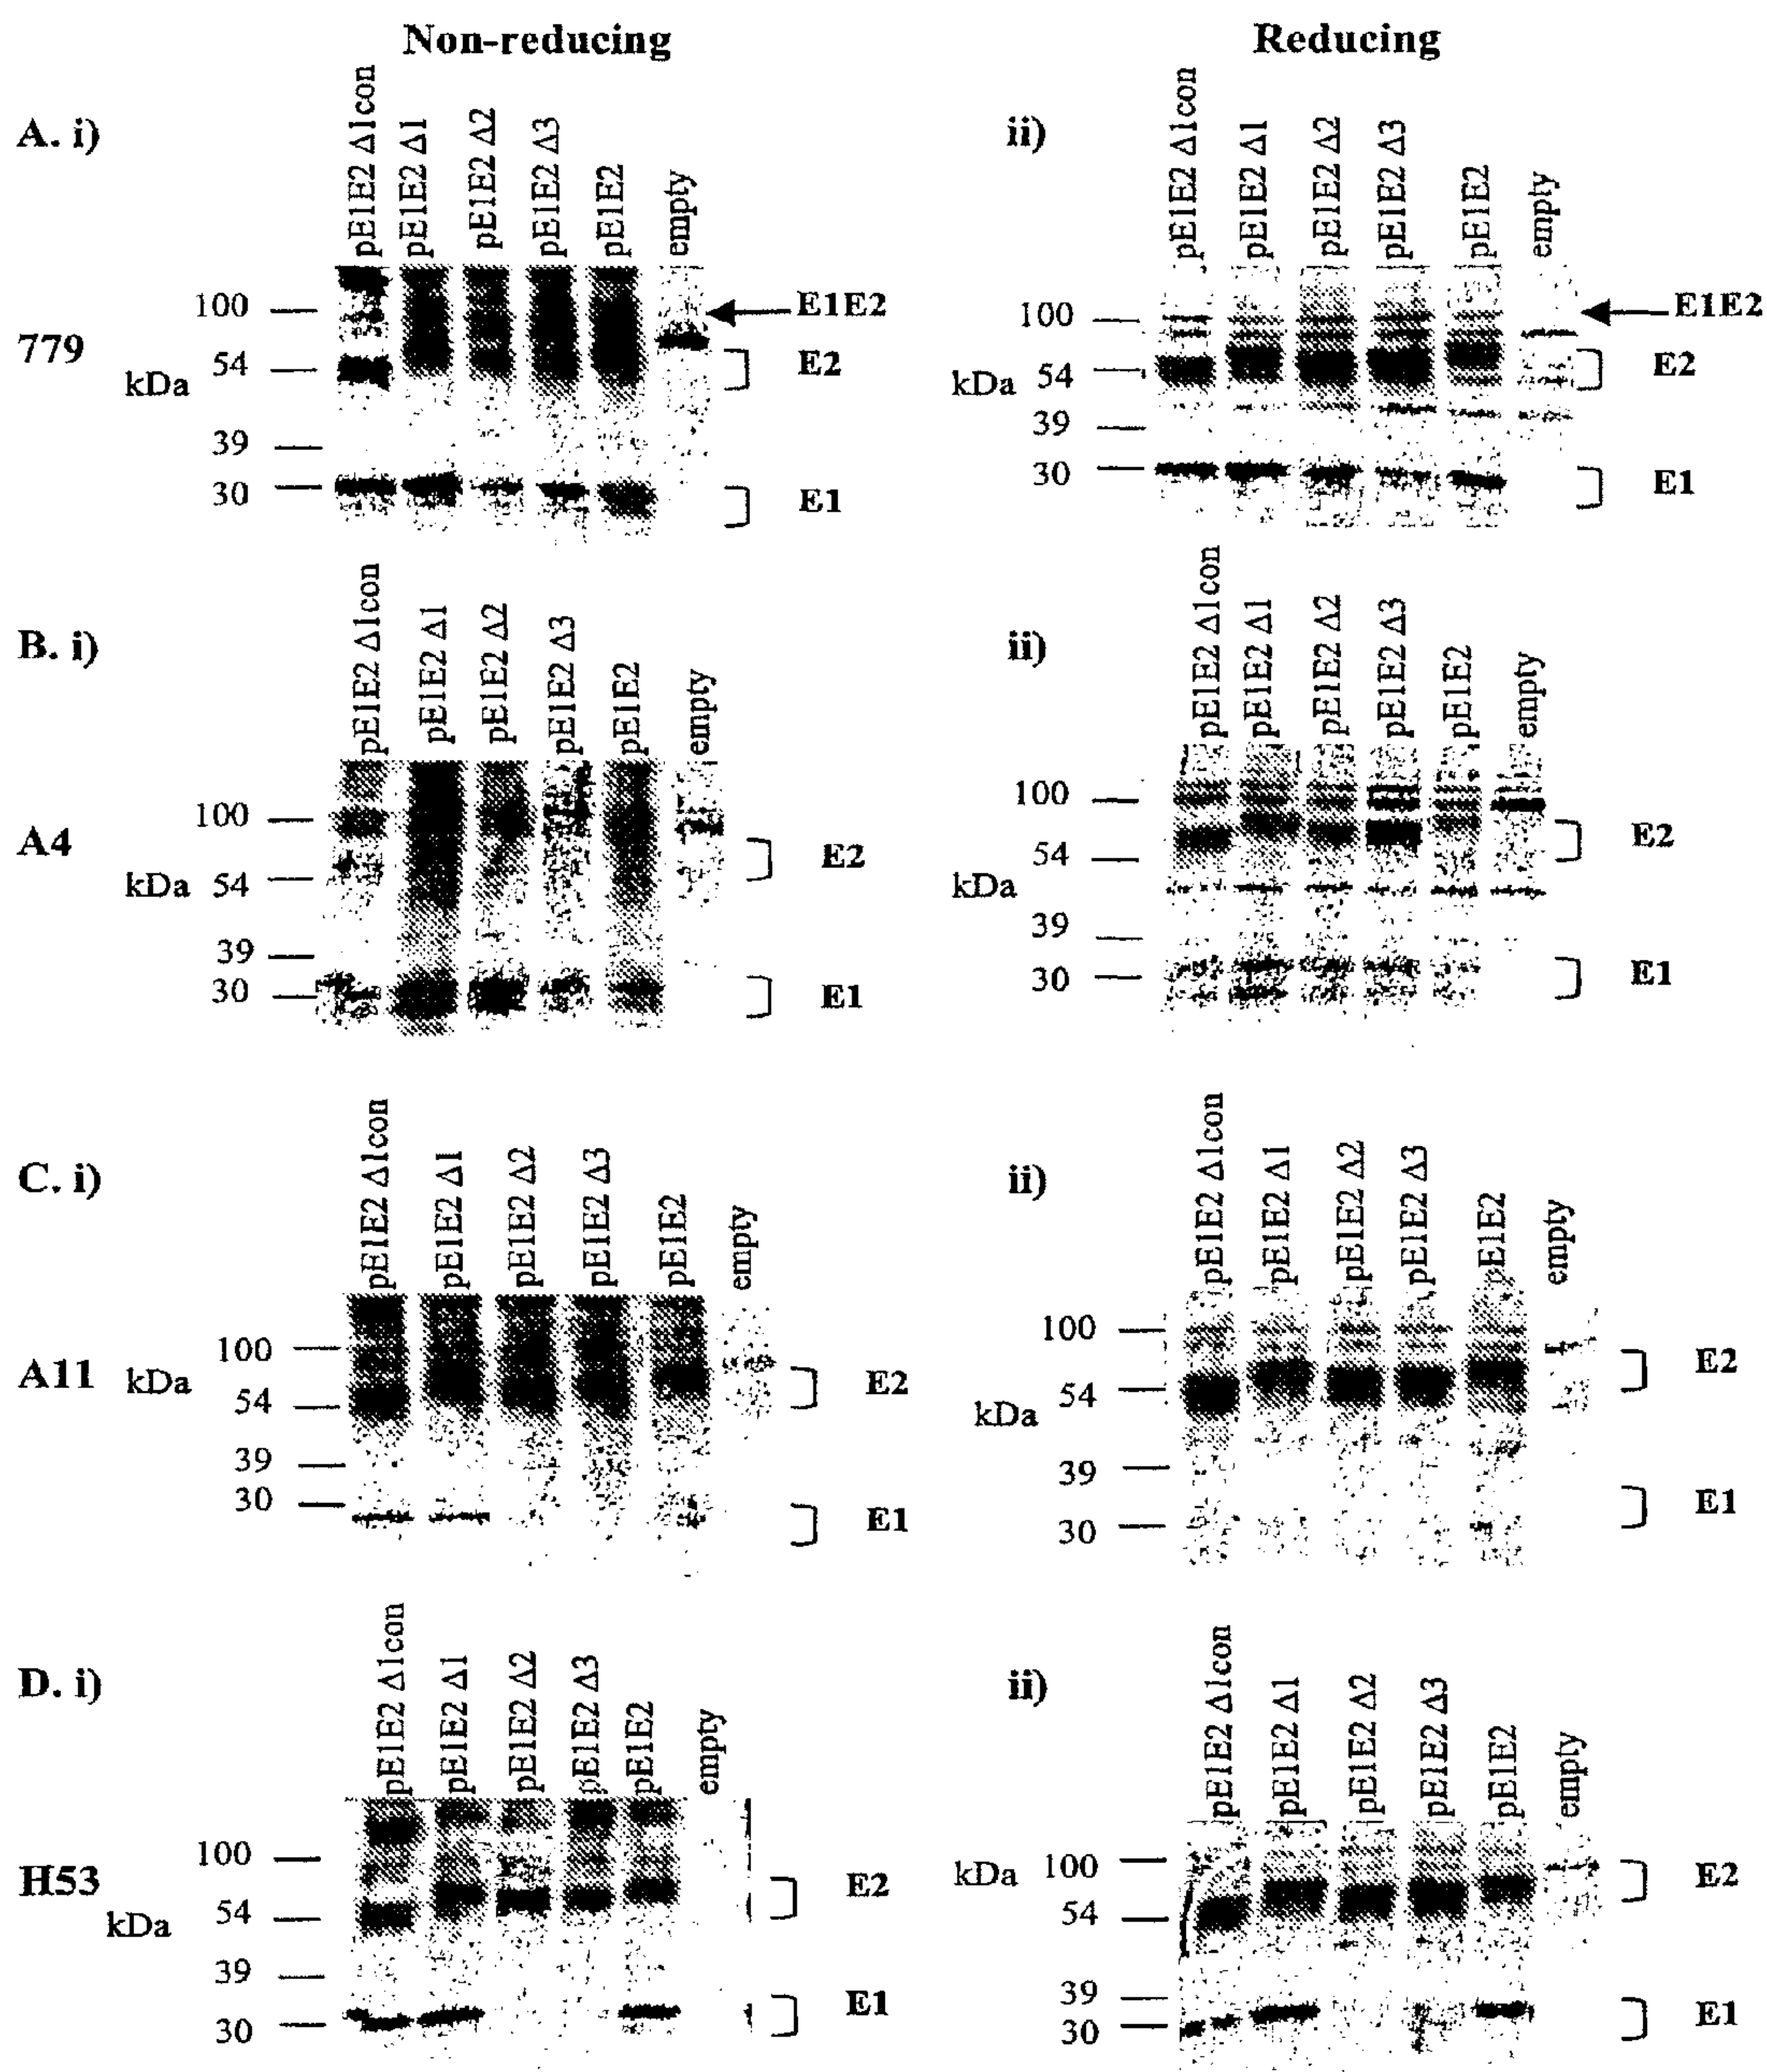 Non-reducing Reducing
A. i) pE1E2 Δ1con pE1E2 Δ1 pE1E2 Δ2 pE1E2 Δ3 pE1E2 empty
ii) pE1E2 Δ1con pE1E2 Δ1 pE1E2 Δ2 pE1E2 Δ3 pE1E2 empty
779
kDa 100 54 39 30 E1E2 E2 E1
kDa 100 54 39 30 E1E2 E2 E1
B. i) pE1E2 Δ1con pE1E2 Δ1 pE1E2 Δ2 pE1E2 Δ3 pE1E2 empty
ii) pE1E2 Δ1con pE1E2 Δ1 pE1E2 Δ2 pE1E2 Δ3 pE1E2 empty
A4
kDa 100 54 39 30 E2 E1
kDa 100 54 39 30 E2 E1
C. i) pE1E2 Δ1con pE1E2 Δ1 pE1E2 Δ2 pE1E2 Δ3 pE1E2 empty
ii) pE1E2 Δ1con pE1E2 Δ1 pE1E2 Δ2 pE1E2 Δ3 pE1E2 empty
A11
kDa 100 54 39 30 E2 E1
kDa 100 54 39 30 E2 E1
D. i) pE1E2 Δ1con pE1E2 Δ1 pE1E2 Δ2 pE1E2 Δ3 pE1E2 empty
ii) pE1E2 Δ1con pE1E2 Δ1 pE1E2 Δ2 pE1E2 Δ3 pE1E2 empty
H53
kDa 100 54 39 30 E2 E1
kDa 100 54 39 30 E2 E1